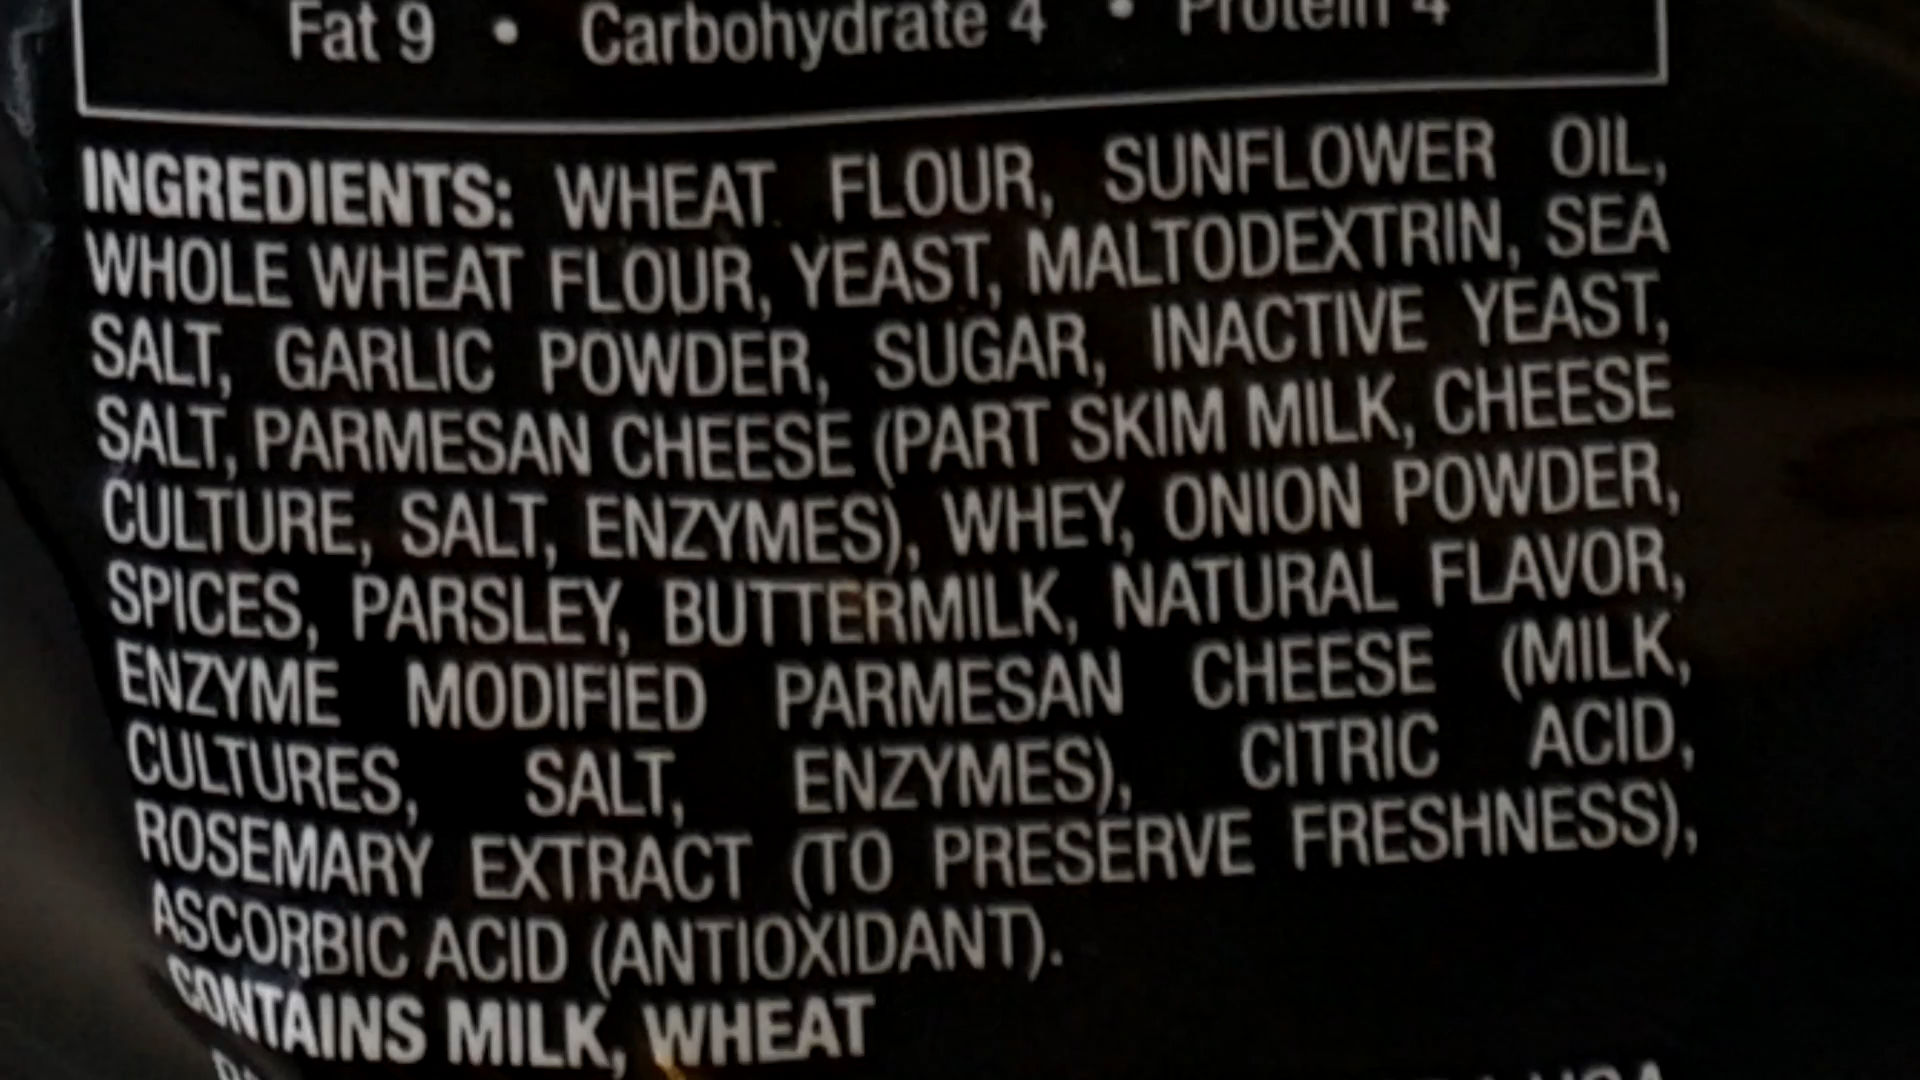 Fat 9 • Carbohydrate 4 • Protein 4
INGREDIENTS: WHEAT FLOUR, SUNFLOWER OIL,
WHOLE WHEAT FLOUR, YEAST, MALTODEXTRIN, SEA
SALT, GARLIC POWDER, SUGAR, INACTIVE YEAST,
SALT, PARMESAN CHEESE (PART SKIM MILK, CHEESE
CULTURE, SALT, ENZYMES), WHEY, ONION POWDER,
SPICES, PARSLEY, BUTTERMILK, NATURAL FLAVOR,
ENZYME MODIFIED PARMESAN CHEESE (MILK,
CULTURES, SALT, ENZYMES), CITRIC ACID,
ROSEMARY EXTRACT (TO PRESERVE FRESHNESS),
ASCORBIC ACID (ANTIOXIDANT).
CONTAINS MILK, WHEAT